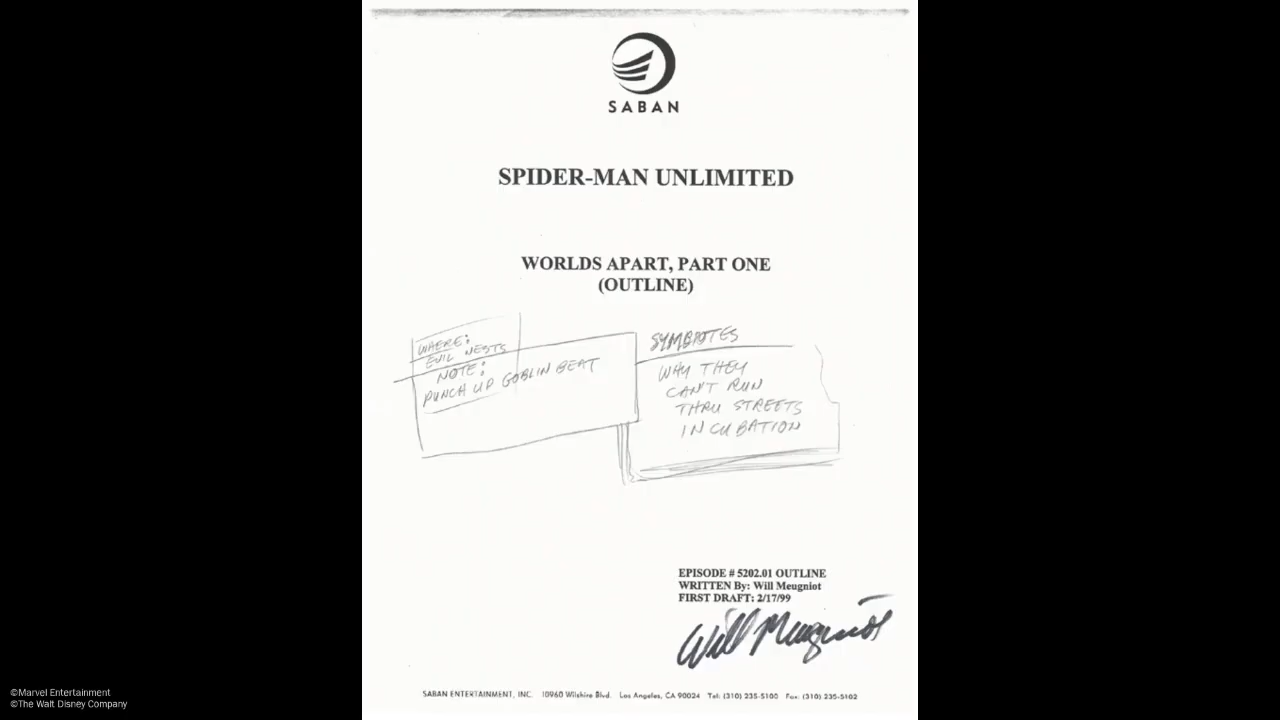 SABAN
SPIDER-MAN UNLIMITED
WORLDS APART, PART ONE
(OUTLINE)
WHERE:
EVIL NESTS
NOTE:
PUNCH UP GOBLIN BEAT
SYMBIOTES
WHY THEY
CAN'T RUN
THRU STREETS
INCUBATION
EPISODE # 5202.01 OUTLINE
WRITTEN By: Will Meugniot
FIRST DRAFT: 2/17/99
Will Meugniot
SABAN ENTERTAINMENT, INC. 10960 Wilshire Blvd. Los Angeles, CA 90024 Tel: (310) 235-5100 Fax: (310) 235-5102
©Marvel Entertainment
©The Walt Disney Company